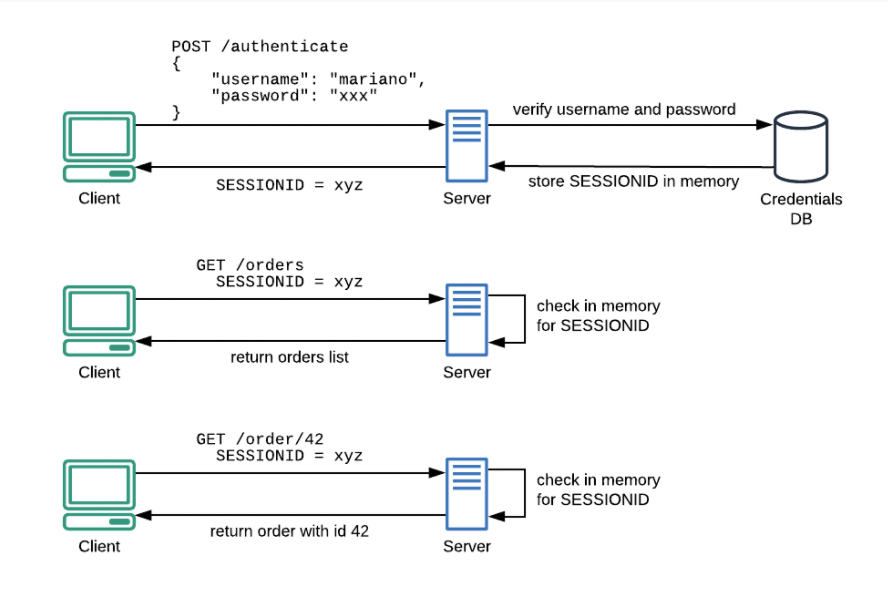 POST /authenticate
{
"username": "mariano",
"password": "xxx"
}
verify username and password
SESSIONID = xyz
store SESSIONID in memory
Client
Server
Credentials
DB
GET /orders
SESSIONID = xyz
check in memory
for SESSIONID
return orders list
Client
Server
GET /order/42
SESSIONID = xyz
check in memory
for SESSIONID
return order with id 42
Client
Server